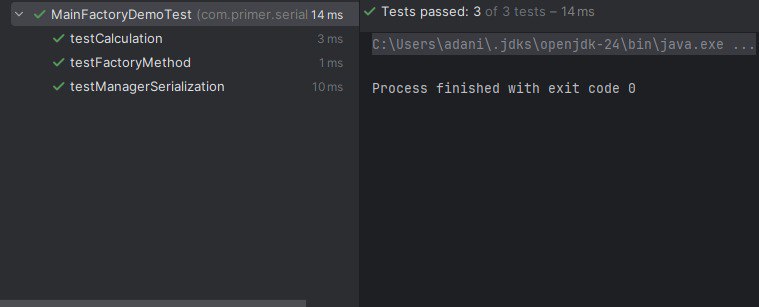 MainFactoryDemoTest (com.primer.serial 14 ms
testCalculation 3 ms
testFactoryMethod 1 ms
testManagerSerialization 10 ms
Tests passed: 3 of 3 tests – 14 ms
C:\Users\adani\.jdks\openjdk-24\bin\java.exe ...
Process finished with exit code 0